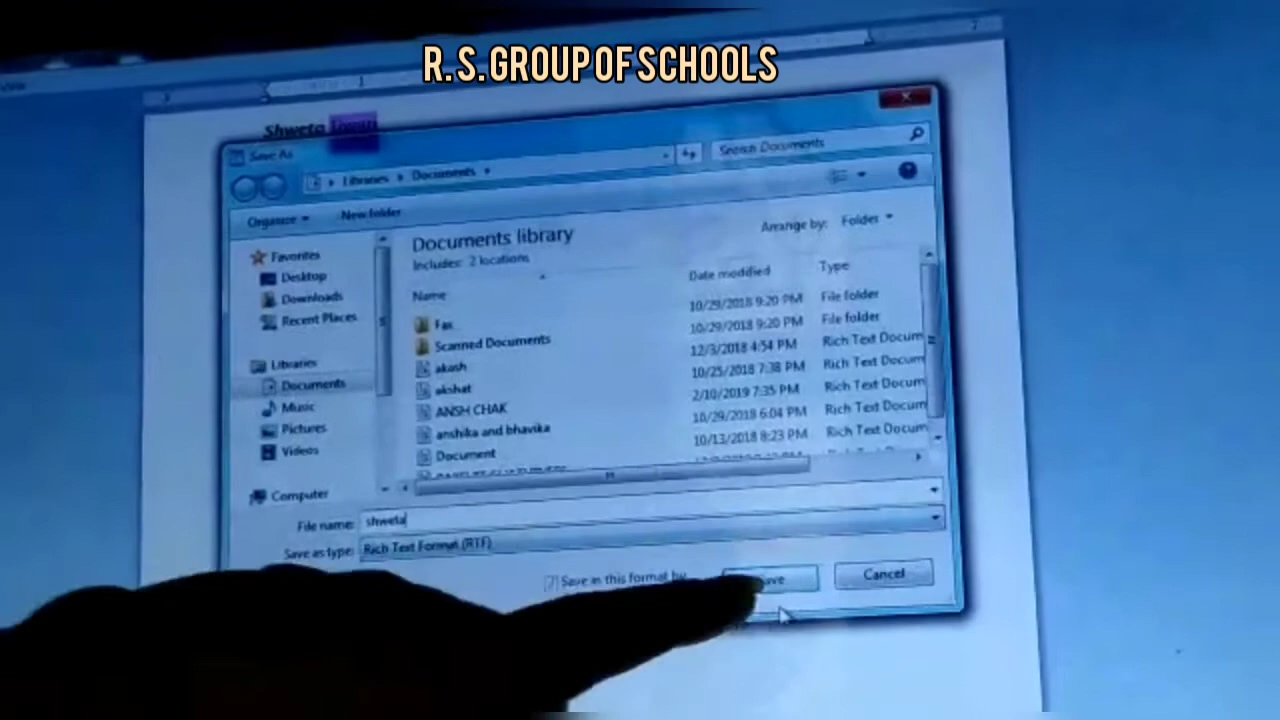 R. S. GROUP OF SCHOOLS
Shweta
Save As
Libraries
Documents
Search Documents
Organize
New folder
Documents library
Includes: 2 locations
Arrange by: Folder
Favorites
Desktop
Downloads
Recent Places
Libraries
Documents
Music
Pictures
Videos
Computer
Name Date modified Type
Fax 10/29/2018 9:20 PM File folder
Scanned Documents 10/29/2018 9:20 PM File folder
akash 12/3/2018 4:54 PM Rich Text Docum
akshat 10/25/2018 7:38 PM Rich Text Docum
ANSH CHAK 2/10/2019 7:35 PM Rich Text Docum
anshika and bhavika 10/29/2018 6:04 PM Rich Text Docum
Document 10/13/2018 8:23 PM Rich Text Docum
File name: shweta
Save as type: Rich Text Format (RTF)
Save in this format by
Cancel